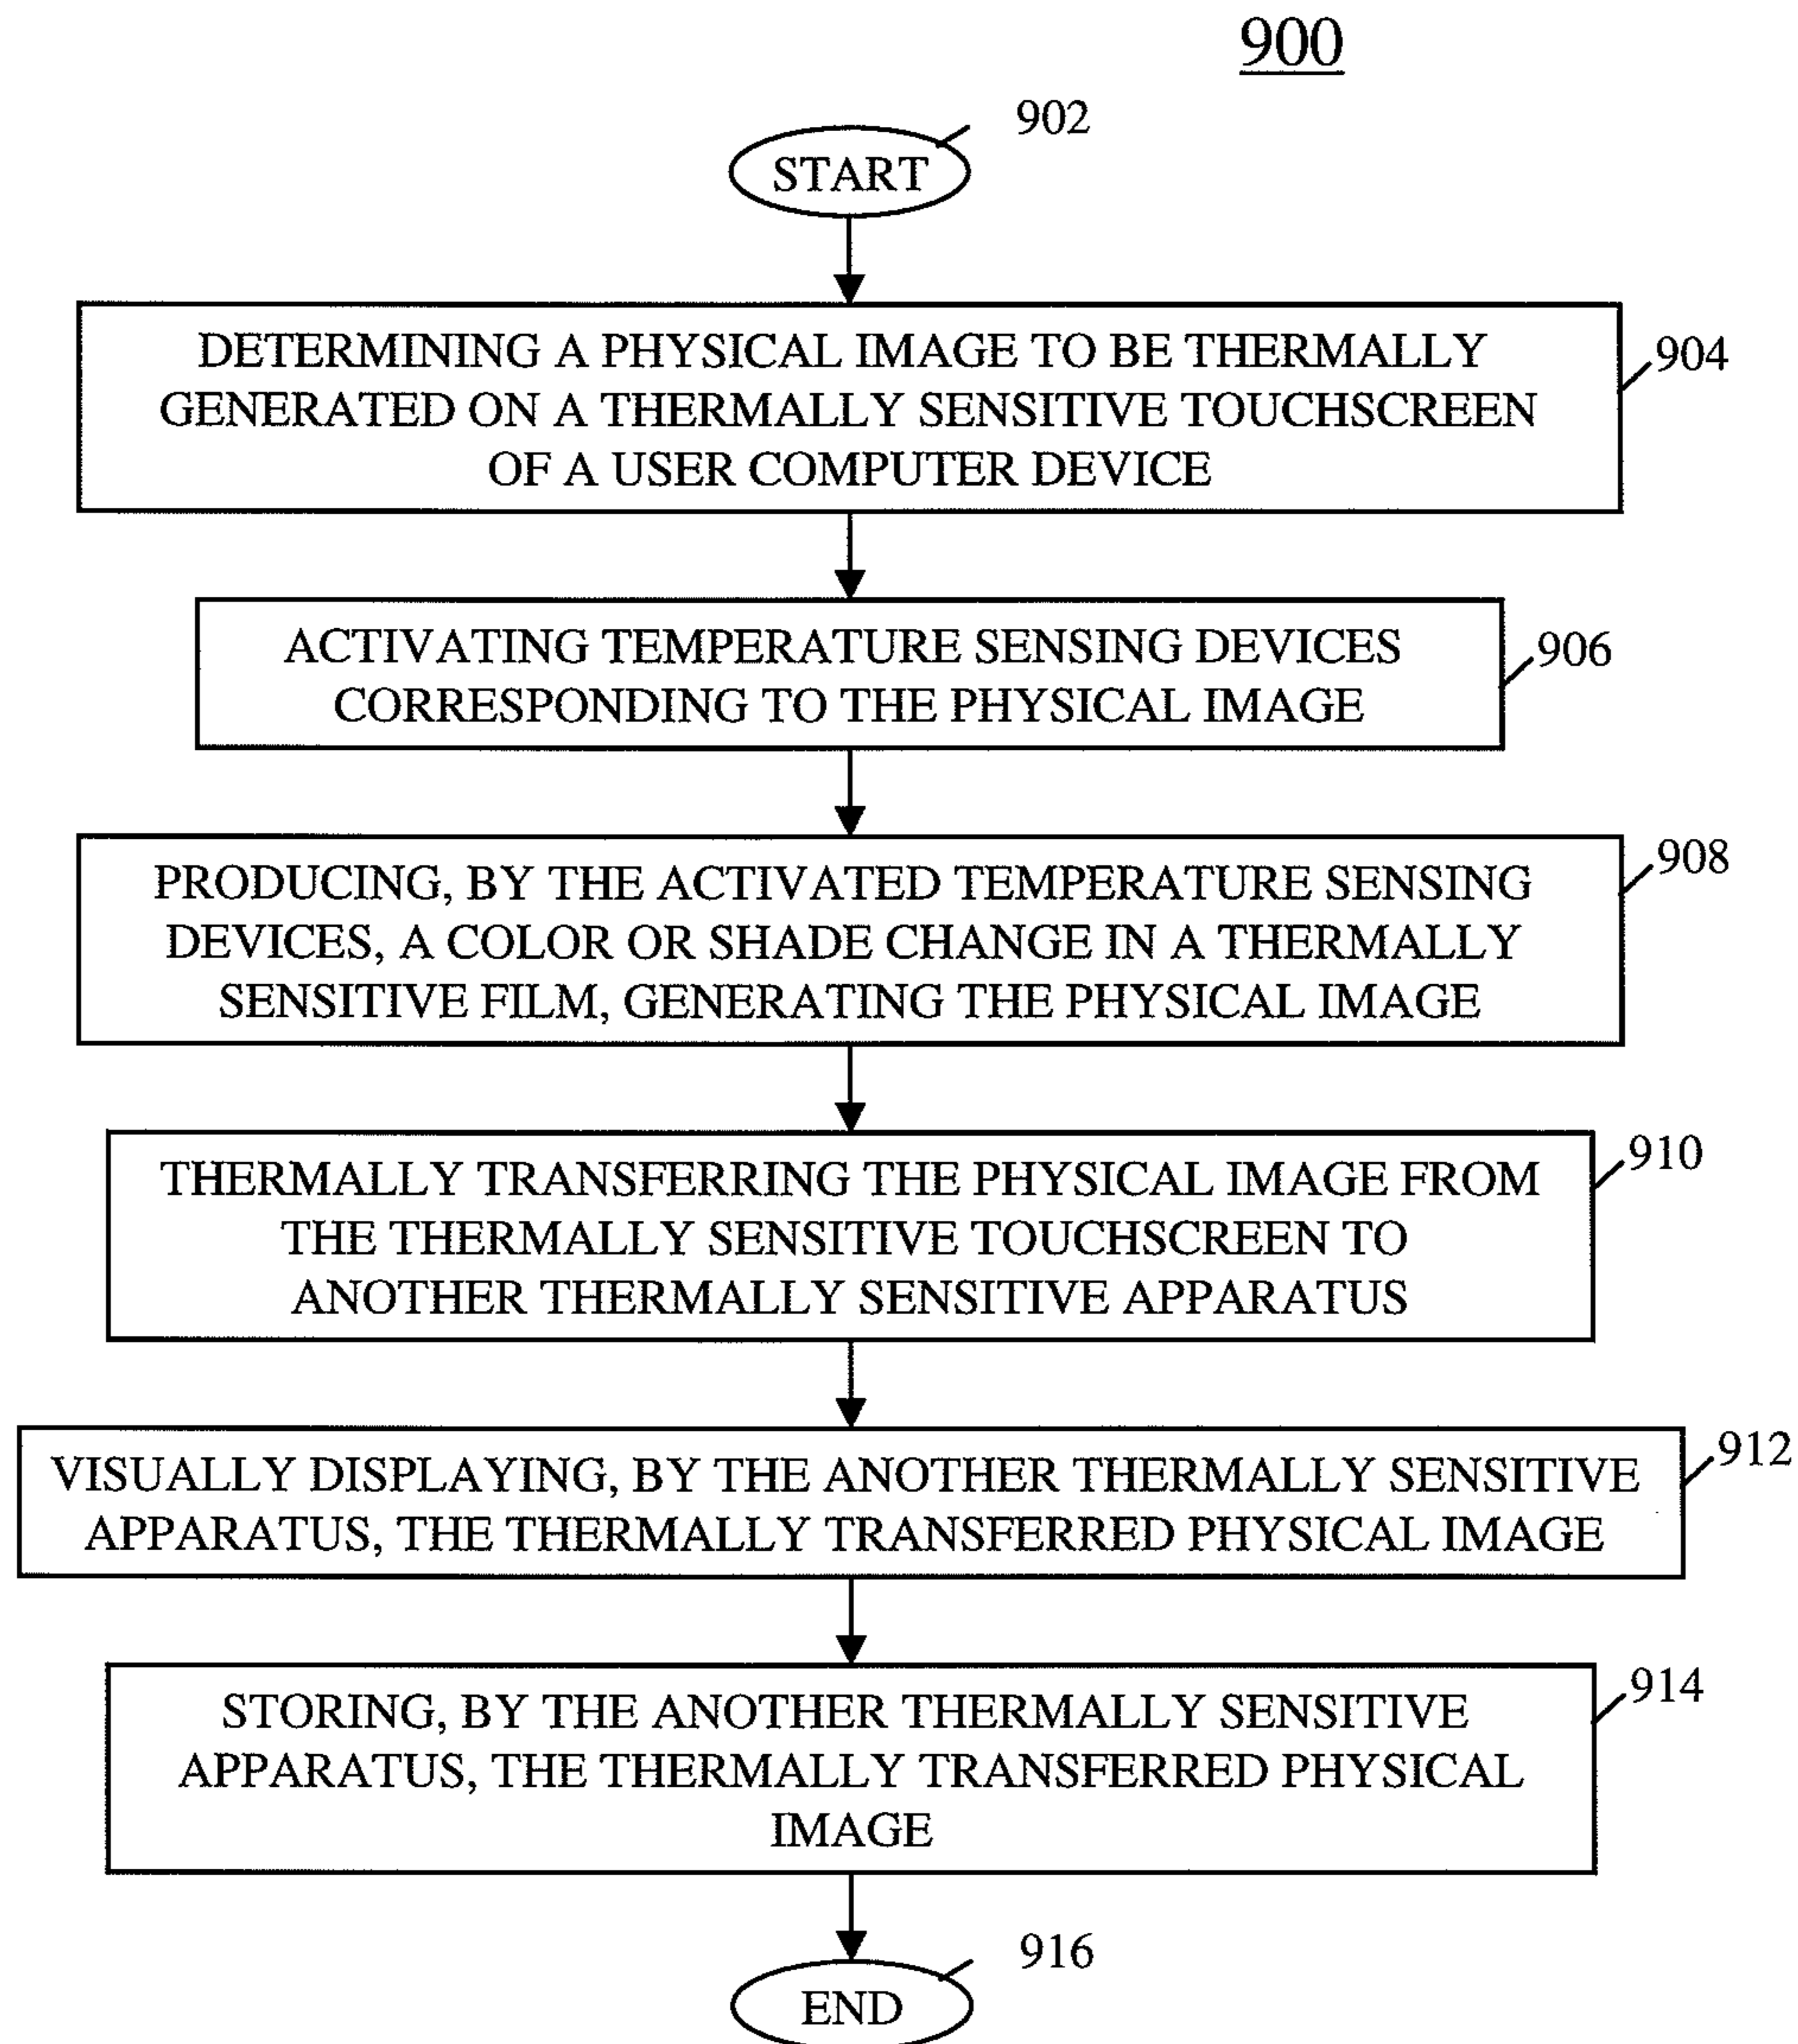 900
902
START
DETERMINING A PHYSICAL IMAGE TO BE THERMALLY
GENERATED ON A THERMALLY SENSITIVE TOUCHSCREEN
OF A USER COMPUTER DEVICE
904
ACTIVATING TEMPERATURE SENSING DEVICES
CORRESPONDING TO THE PHYSICAL IMAGE
906
PRODUCING, BY THE ACTIVATED TEMPERATURE SENSING
DEVICES, A COLOR OR SHADE CHANGE IN A THERMALLY
SENSITIVE FILM, GENERATING THE PHYSICAL IMAGE
908
THERMALLY TRANSFERRING THE PHYSICAL IMAGE FROM
THE THERMALLY SENSITIVE TOUCHSCREEN TO
ANOTHER THERMALLY SENSITIVE APPARATUS
910
VISUALLY DISPLAYING, BY THE ANOTHER THERMALLY SENSITIVE
APPARATUS, THE THERMALLY TRANSFERRED PHYSICAL IMAGE
912
STORING, BY THE ANOTHER THERMALLY SENSITIVE
APPARATUS, THE THERMALLY TRANSFERRED PHYSICAL
IMAGE
914
916
END